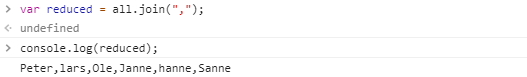 > var reduced = all.join(",");
< undefined
> console.log(reduced);
Peter,lars,Ole,Janne,hanne,Sanne